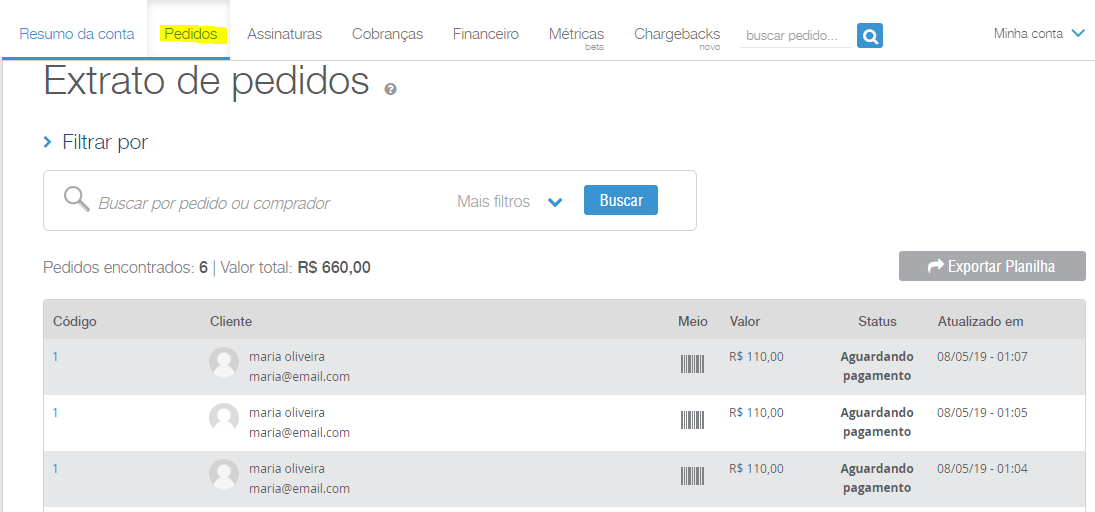 Resumo da conta Pedidos Assinaturas Cobranças Financeiro Métricas beta Chargebacks novo buscar pedido... Minha conta
Extrato de pedidos ?
Filtrar por
Buscar por pedido ou comprador Mais filtros Buscar
Pedidos encontrados: 6 | Valor total: R$ 660,00 Exportar Planilha
Código Cliente Meio Valor Status Atualizado em
1 maria oliveira R$ 110,00 Aguardando 08/05/19 - 01:07
maria@email.com pagamento
1 maria oliveira R$ 110,00 Aguardando 08/05/19 - 01:05
maria@email.com pagamento
1 maria oliveira R$ 110,00 Aguardando 08/05/19 - 01:04
maria@email.com pagamento